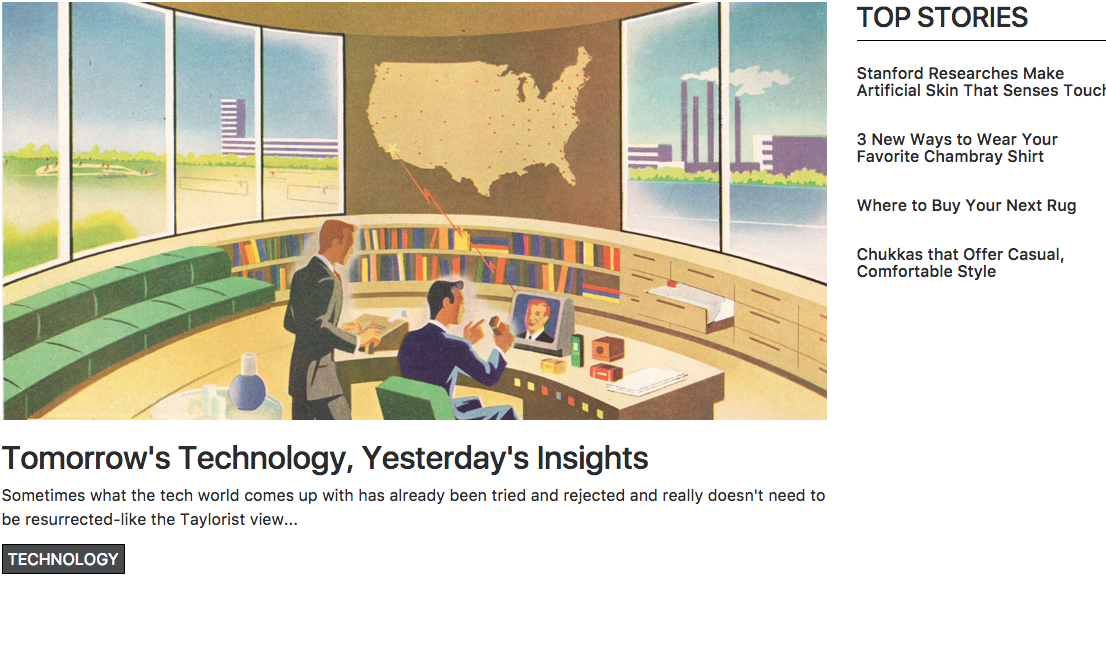 Tomorrow's Technology, Yesterday's Insights
Sometimes what the tech world comes up with has already been tried and rejected and really doesn't need to
be resurrected-like the Taylorist view...
TECHNOLOGY
TOP STORIES
Stanford Researches Make
Artificial Skin That Senses Touch
3 New Ways to Wear Your
Favorite Chambray Shirt
Where to Buy Your Next Rug
Chukkas that Offer Casual,
Comfortable Style